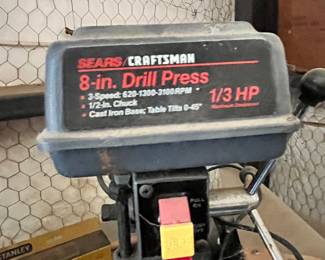 SEARS/CRAFTSMAN
8-in. Drill Press
• 3-Speed: 620-1300-3100RPM
• 1/2-in. Chuck
• Cast Iron Base; Table Tilts 0-45°
1/3 HP
PULL
STANLEY